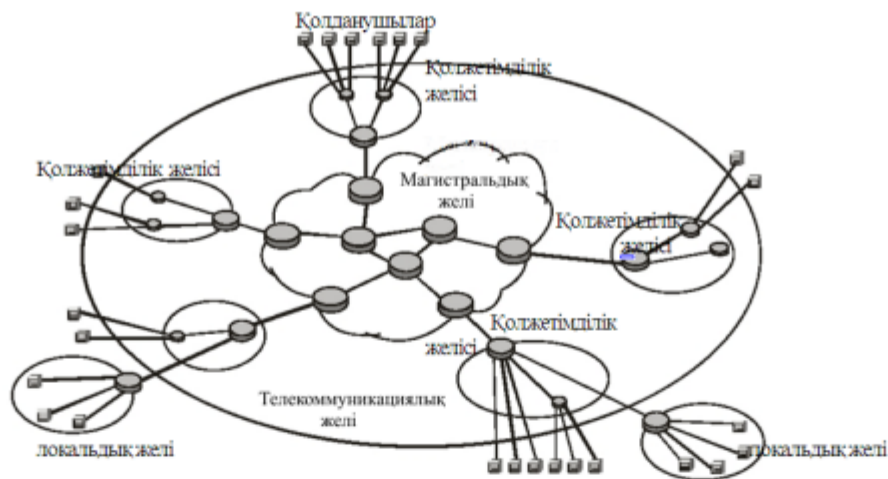 Қолданушылар
Қолжетімділік
желісі
Қолжетімділік желісі
Магистральдық
желі
Қолжетімділік
желісі
Қолжетімділік
желісі
Телекоммуникациялық
желі
локальдық желі
локальдық желі